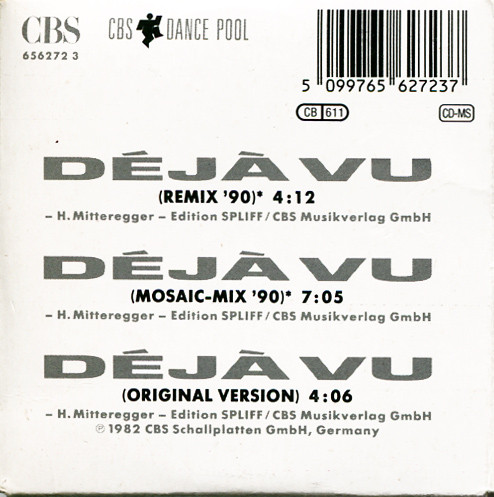 CBS
656272 3
CBS DANCE POOL
5 099765 627237
CB 611
CD-MS
DÉJÀ VU
(REMIX '90)* 4:12
– H. Mitteregger – Edition SPLIFF / CBS Musikverlag GmbH
DÉJÀ VU
(MOSAIC-MIX '90)* 7:05
– H. Mitteregger – Edition SPLIFF / CBS Musikverlag GmbH
DÉJÀ VU
(ORIGINAL VERSION) 4:06
– H. Mitteregger – Edition SPLIFF / CBS Musikverlag GmbH
℗ 1982 CBS Schallplatten GmbH, Germany